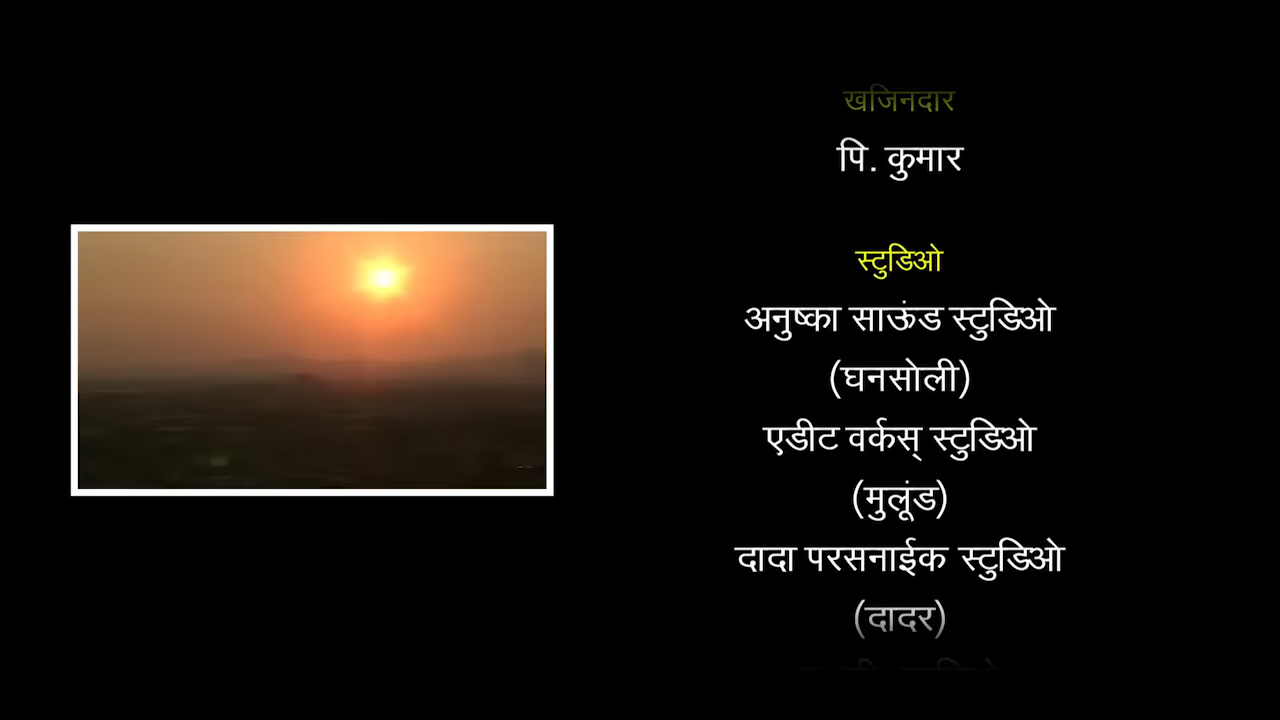 खजिनदार
पि. कुमार
स्टुडिओ
अनुष्का साऊंड स्टुडिओ
(घनसोली)
एडीट वर्कस् स्टुडिओ
(मुलूंड)
दादा परसनाईक स्टुडिओ
(दादर)